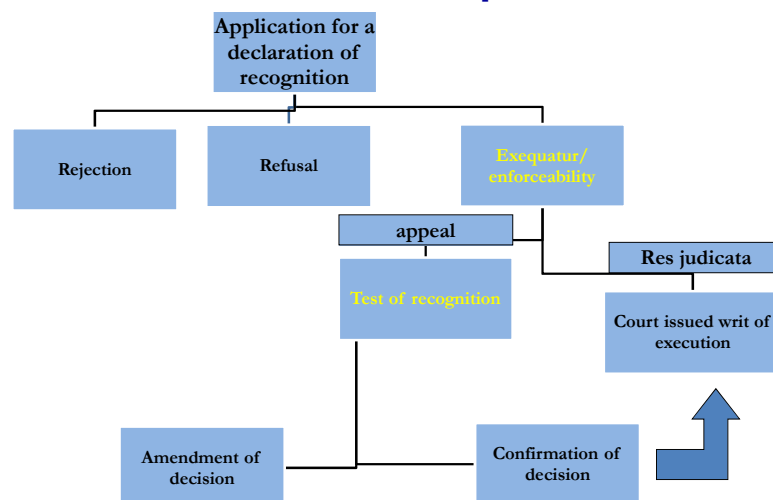 Application for a
declaration of
recognition
Rejection
Refusal
Exequatur/
enforceability
appeal
Res judicata
Test of recognition
Court issued writ of
execution
Amendment of
decision
Confirmation of
decision